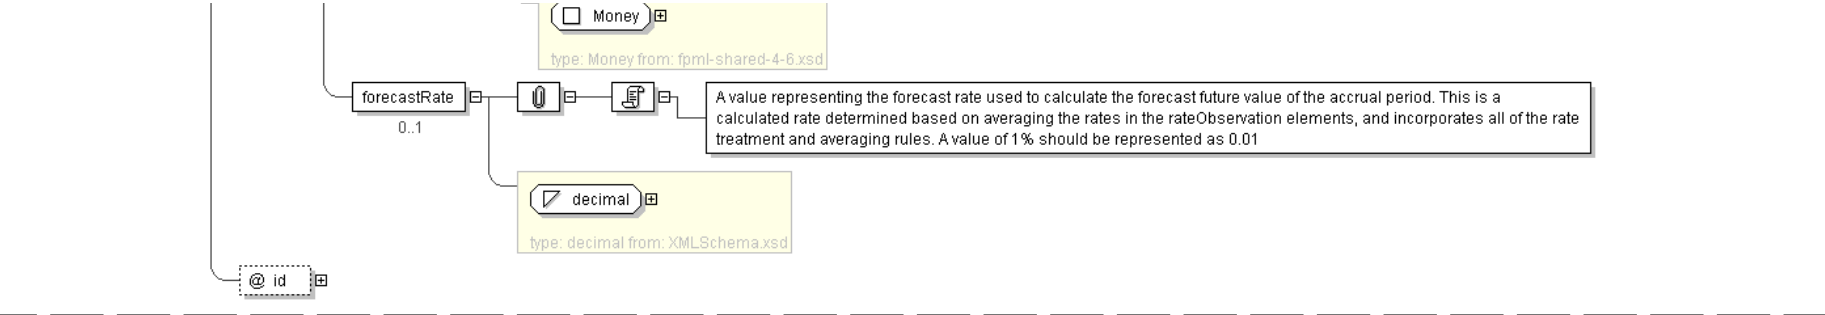 Money
type: Money from: fpml-shared-4-6.xsd
forecastRate
0..1
A value representing the forecast rate used to calculate the forecast future value of the accrual period. This is a
calculated rate determined based on averaging the rates in the rateObservation elements, and incorporates all of the rate
treatment and averaging rules. A value of 1% should be represented as 0.01
decimal
type: decimal from: XMLSchema.xsd
@ id